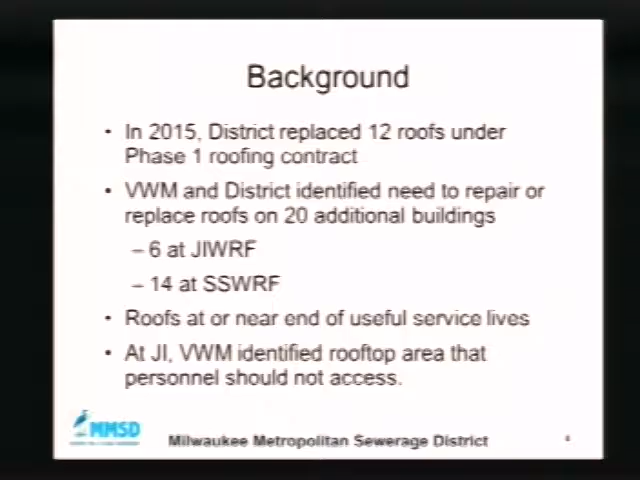 Background
• In 2015, District replaced 12 roofs under
Phase 1 roofing contract
• VWM and District identified need to repair or
replace roofs on 20 additional buildings
– 6 at JIWRF
– 14 at SSWRF
• Roofs at or near end of useful service lives
• At JI, VWM identified rooftop area that
personnel should not access.
MMSD
Milwaukee Metropolitan Sewerage District